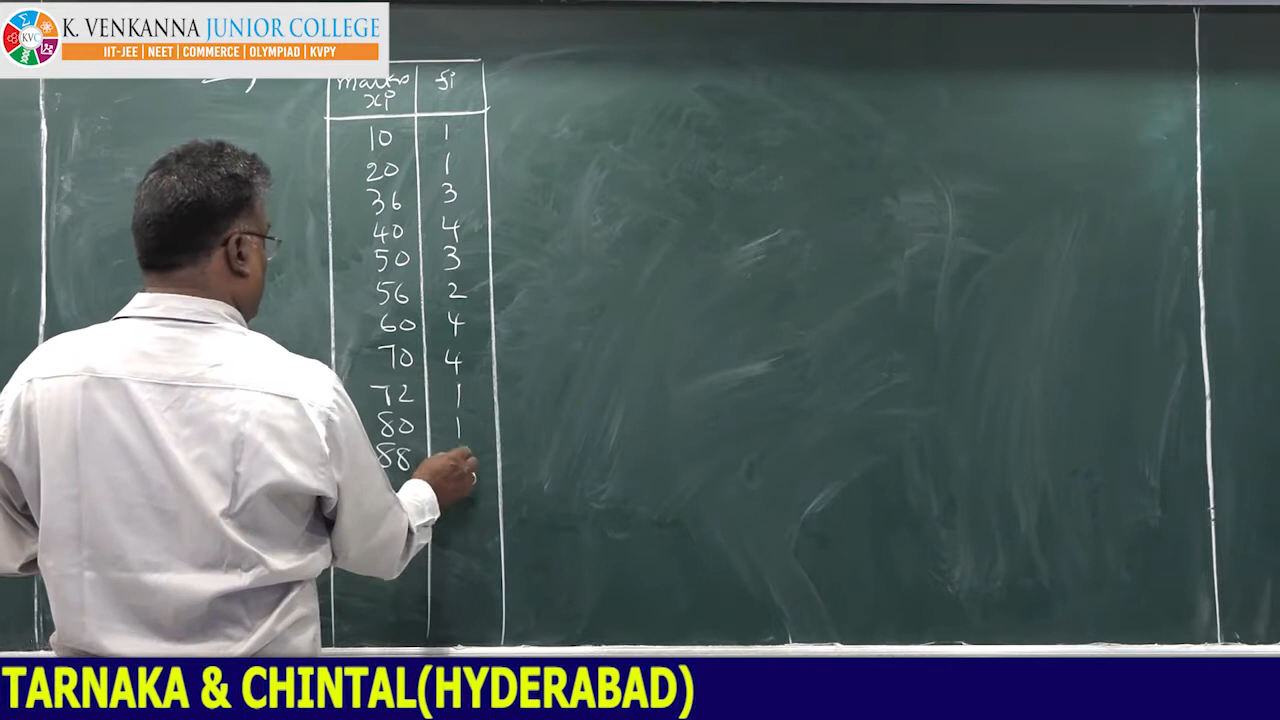 K. VENKANNA JUNIOR COLLEGE
KVC
IIT-JEE | NEET | COMMERCE | OLYMPIAD | KVPY
marks fi
xi
10 1
20 1
36 3
40 4
50 3
56 2
60 4
70 4
72 1
80 1
88
TARNAKA & CHINTAL(HYDERABAD)